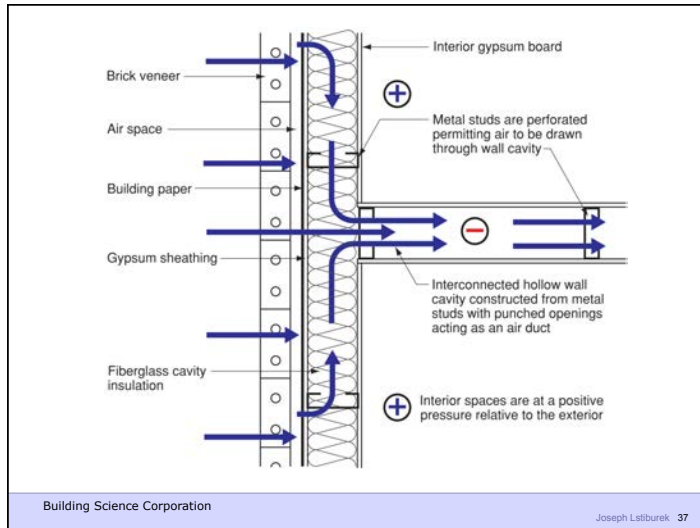 Brick veneer
Air space
Building paper
Gypsum sheathing
Fiberglass cavity
insulation
Interior gypsum board
Metal studs are perforated
permitting air to be drawn
through wall cavity
Interconnected hollow wall
cavity constructed from metal
studs with punched openings
acting as an air duct
Interior spaces are at a positive
pressure relative to the exterior
Building Science Corporation
Joseph Lstiburek 37